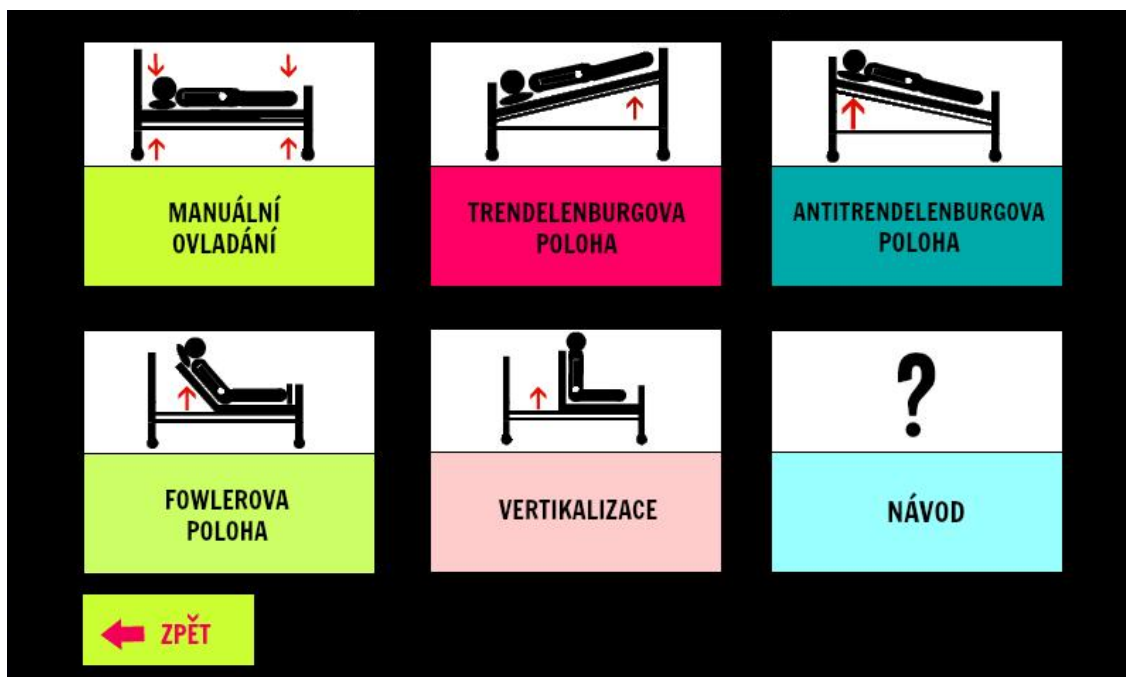 MANUÁLNÍ
OVLADÁNÍ
TRENDELENBURGOVA
POLOHA
ANTITRENDELENBURGOVA
POLOHA
FOWLEROVA
POLOHA
VERTIKALIZACE
?
NÁVOD
ZPĚT